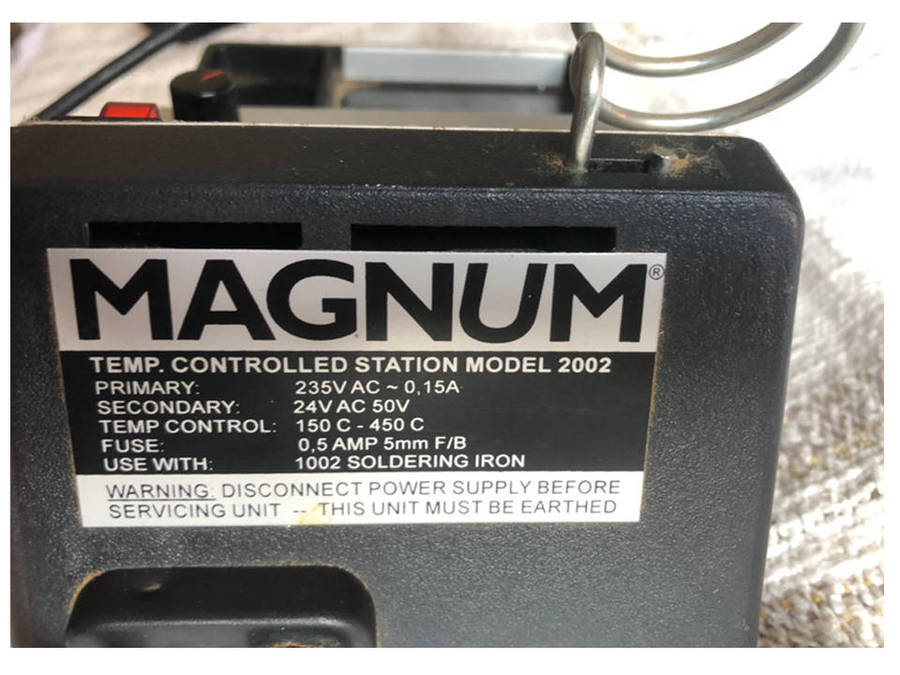 MAGNUM®
TEMP. CONTROLLED STATION MODEL 2002
PRIMARY: 235V AC ~ 0,15A
SECONDARY: 24V AC 50V
TEMP CONTROL: 150 C - 450 C
FUSE: 0,5 AMP 5mm F/B
USE WITH: 1002 SOLDERING IRON
WARNING: DISCONNECT POWER SUPPLY BEFORE
SERVICING UNIT -- THIS UNIT MUST BE EARTHED